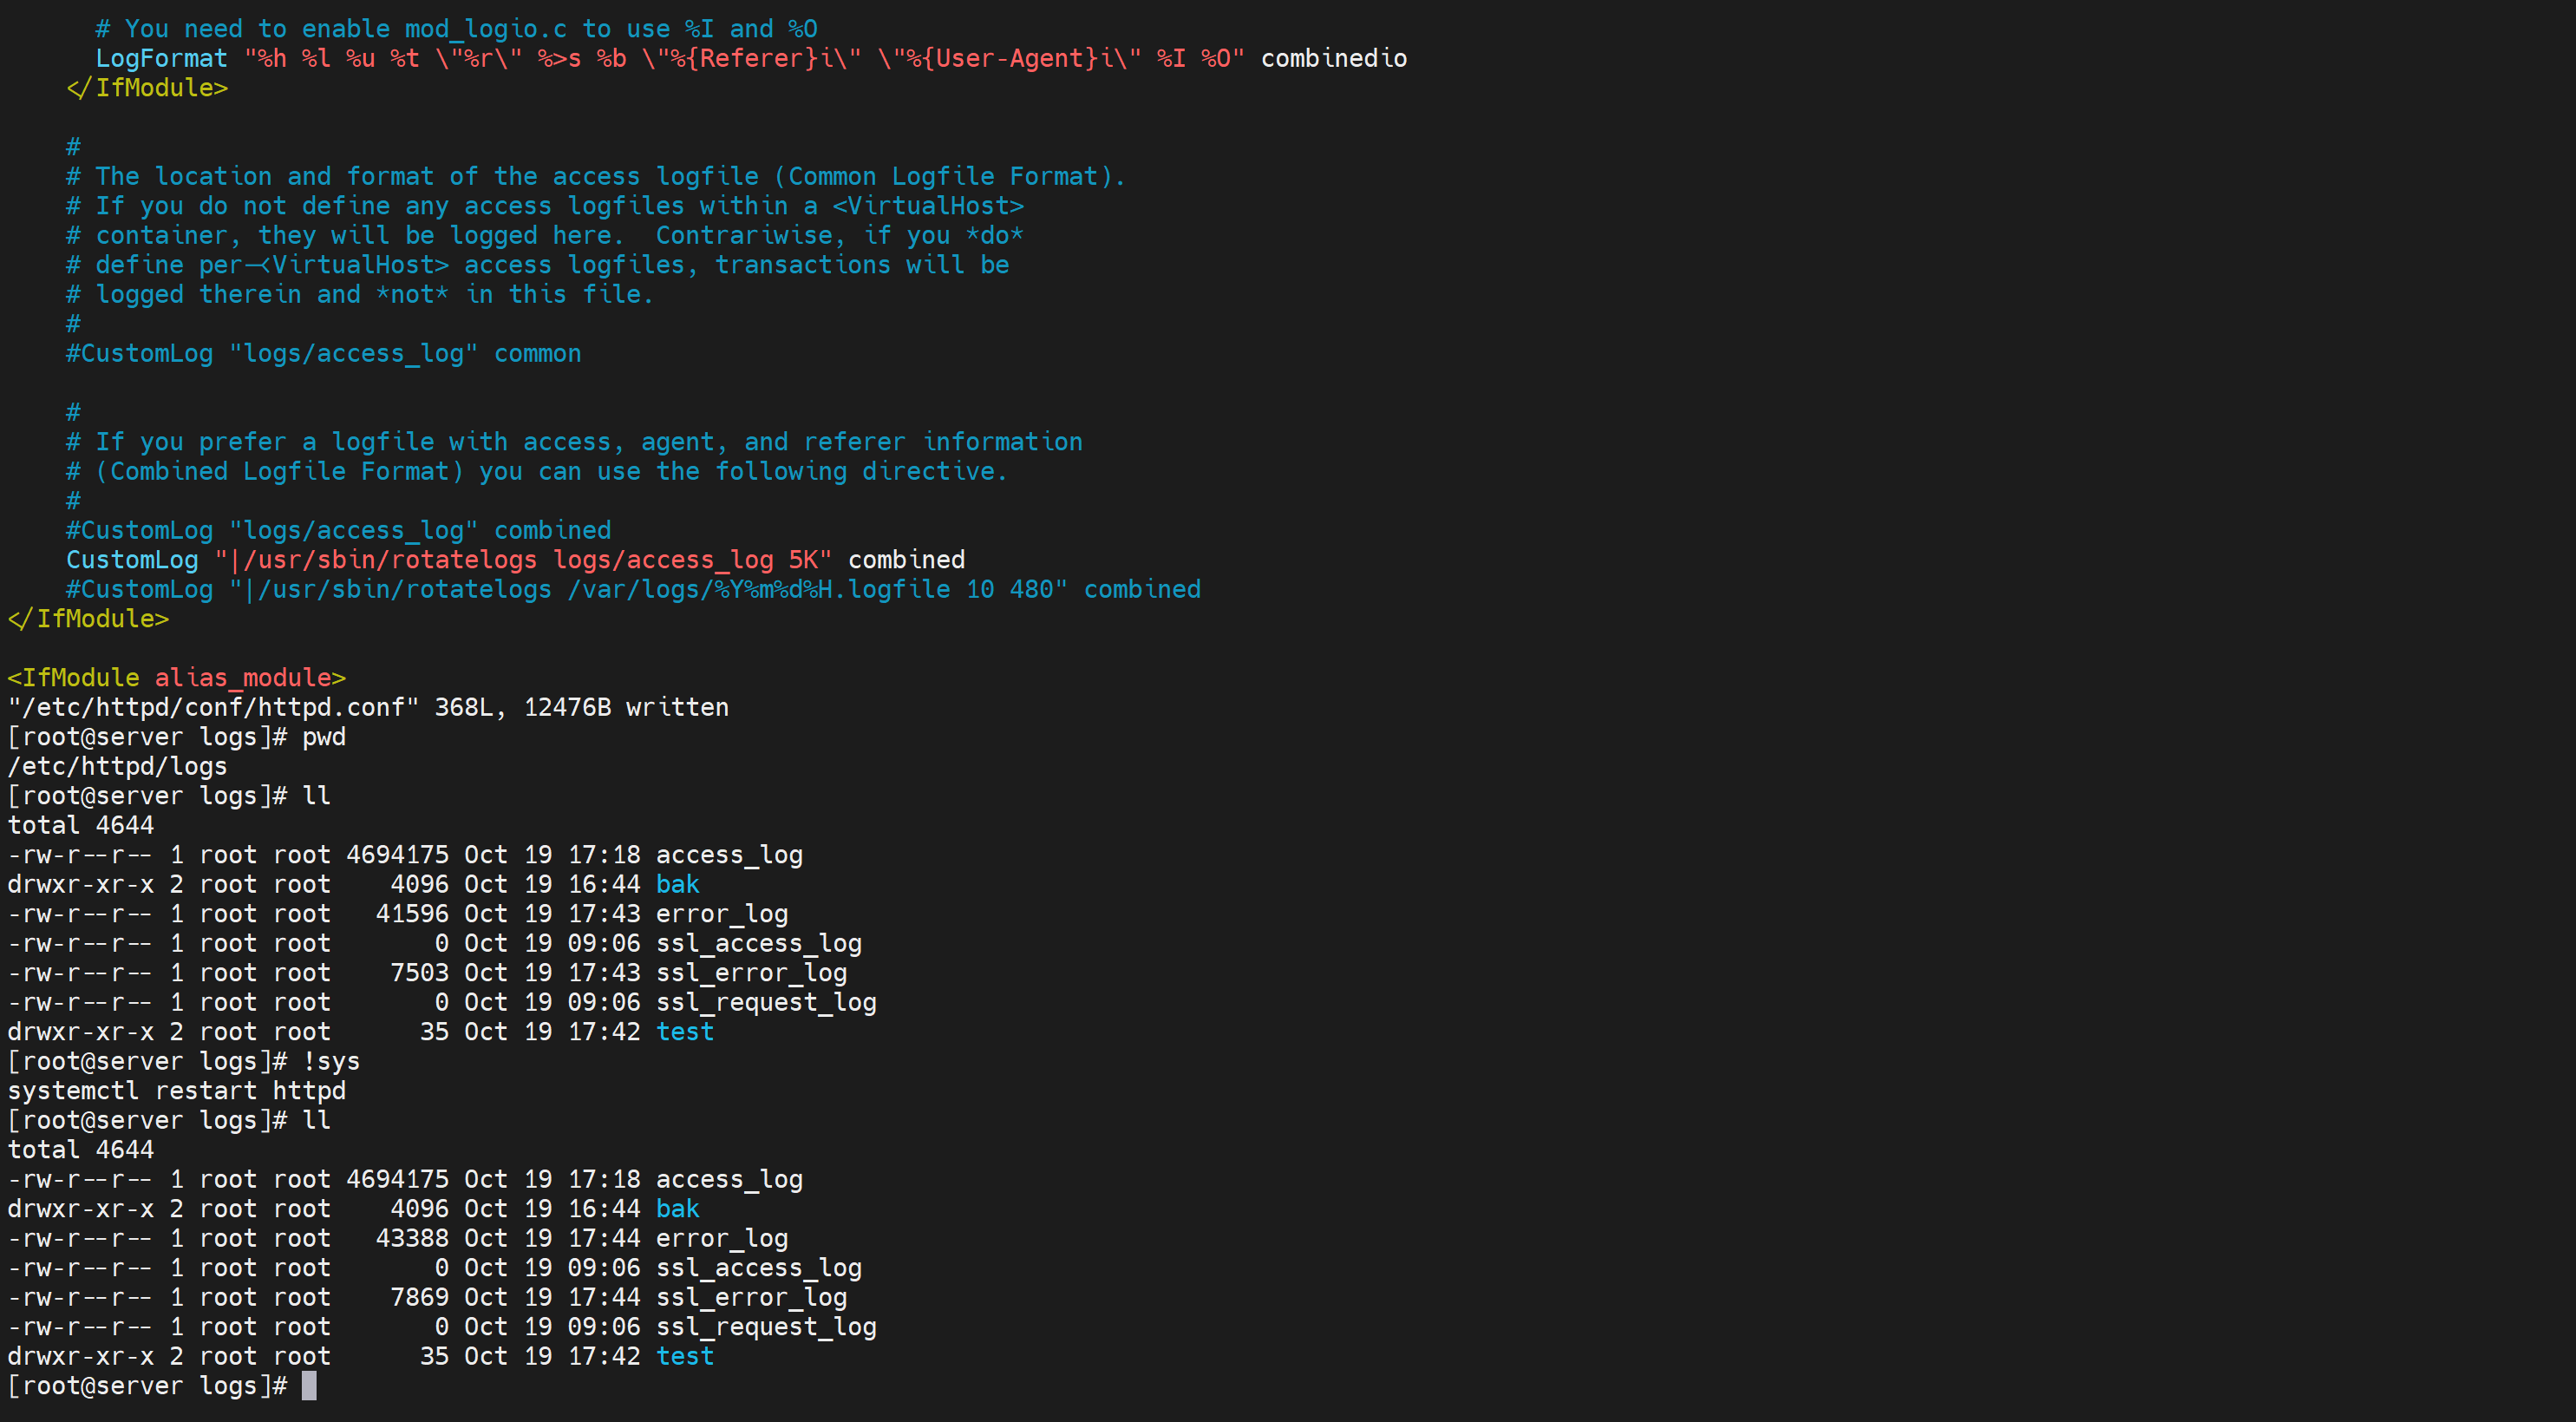 # You need to enable mod_logio.c to use %I and %O
LogFormat "%h %l %u %t \"%r\" %>s %b \"%{Referer}i\" \"%{User-Agent}i\" %I %O" combinedio
</IfModule>
#
# The location and format of the access logfile (Common Logfile Format).
# If you do not define any access logfiles within a <VirtualHost>
# container, they will be logged here.  Contrariwise, if you *do*
# define per-<VirtualHost> access logfiles, transactions will be
# logged therein and *not* in this file.
#
#CustomLog "logs/access_log" common
#
# If you prefer a logfile with access, agent, and referer information
# (Combined Logfile Format) you can use the following directive.
#
#CustomLog "logs/access_log" combined
CustomLog "|/usr/sbin/rotatelogs logs/access_log 5K" combined
#CustomLog "|/usr/sbin/rotatelogs /var/logs/%Y%m%d%H.logfile 10 480" combined
</IfModule>
<IfModule alias_module>
"/etc/httpd/conf/httpd.conf" 368L, 12476B written
[root@server logs]# pwd
/etc/httpd/logs
[root@server logs]# ll
total 4644
-rw-r--r-- 1 root root 4694175 Oct 19 17:18 access_log
drwxr-xr-x 2 root root    4096 Oct 19 16:44 bak
-rw-r--r-- 1 root root   41596 Oct 19 17:43 error_log
-rw-r--r-- 1 root root       0 Oct 19 09:06 ssl_access_log
-rw-r--r-- 1 root root    7503 Oct 19 17:43 ssl_error_log
-rw-r--r-- 1 root root       0 Oct 19 09:06 ssl_request_log
drwxr-xr-x 2 root root      35 Oct 19 17:42 test
[root@server logs]# !sys
systemctl restart httpd
[root@server logs]# ll
total 4644
-rw-r--r-- 1 root root 4694175 Oct 19 17:18 access_log
drwxr-xr-x 2 root root    4096 Oct 19 16:44 bak
-rw-r--r-- 1 root root   43388 Oct 19 17:44 error_log
-rw-r--r-- 1 root root       0 Oct 19 09:06 ssl_access_log
-rw-r--r-- 1 root root    7869 Oct 19 17:44 ssl_error_log
-rw-r--r-- 1 root root       0 Oct 19 09:06 ssl_request_log
drwxr-xr-x 2 root root      35 Oct 19 17:42 test
[root@server logs]#